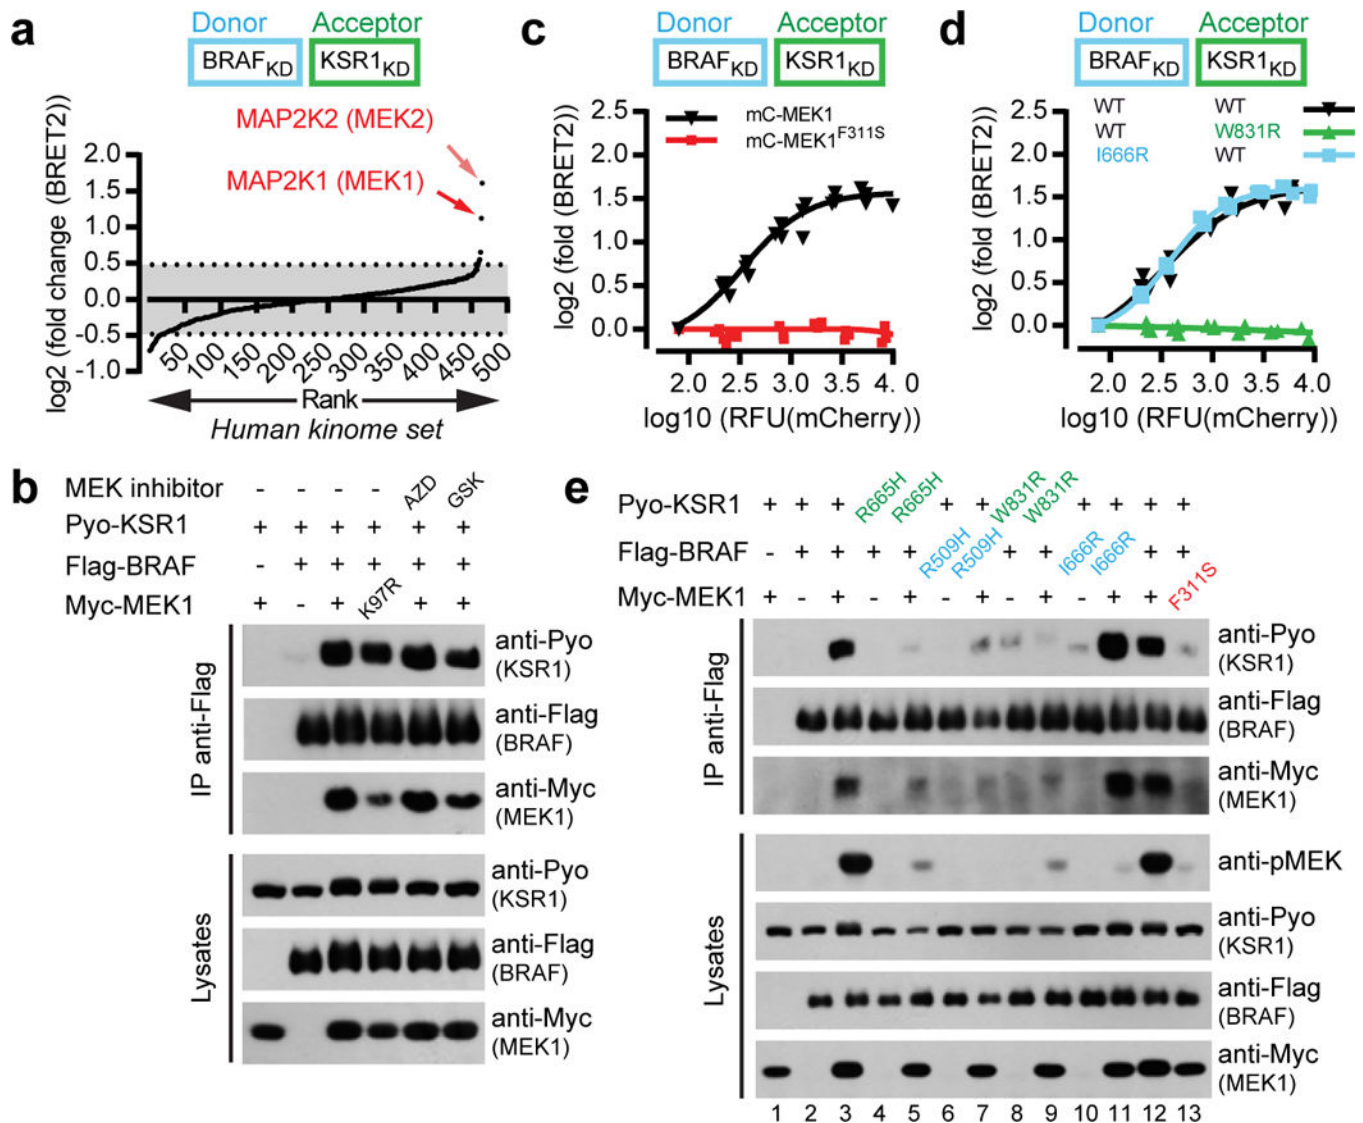 a
Donor Acceptor
BRAFKD KSR1KD
MAP2K2 (MEK2)
MAP2K1 (MEK1)
log2 (fold change (BRET2))
2.0
1.5
1.0
0.5
0.0
-0.5
-1.0
50 100 150 200 250 300 350 400 450 500
Rank
Human kinome set
c
Donor Acceptor
BRAFKD KSR1KD
mC-MEK1
mC-MEK1F311S
log2 (fold (BRET2))
2.5
2.0
1.5
1.0
0.5
0.0
2.0 2.5 3.0 3.5 4. 0
log10 (RFU(mCherry))
d
Donor Acceptor
BRAFKD KSR1KD
WT WT
WT W831R
I666R WT
log2 (fold (BRET2))
2.5
2.0
1.5
1.0
0.5
0.0
2.0 2.5 3.0 3.5 4.0
log10 (RFU(mCherry))
b
MEK inhibitor - - - - AZD GSK
Pyo-KSR1 + + + + + +
Flag-BRAF - + + + + +
Myc-MEK1 + - + K97R + +
IP anti-Flag
anti-Pyo
(KSR1)
anti-Flag
(BRAF)
anti-Myc
(MEK1)
Lysates
anti-Pyo
(KSR1)
anti-Flag
(BRAF)
anti-Myc
(MEK1)
e
Pyo-KSR1 + + + R665H R665H + + W831R W831R + + + +
Flag-BRAF - + + + + R509H R509H + + I666R I666R + +
Myc-MEK1 + - + - + - + - + - + + F311S
IP anti-Flag
anti-Pyo
(KSR1)
anti-Flag
(BRAF)
anti-Myc
(MEK1)
Lysates
anti-pMEK
anti-Pyo
(KSR1)
anti-Flag
(BRAF)
anti-Myc
(MEK1)
1 2 3 4 5 6 7 8 9 10 11 12 13